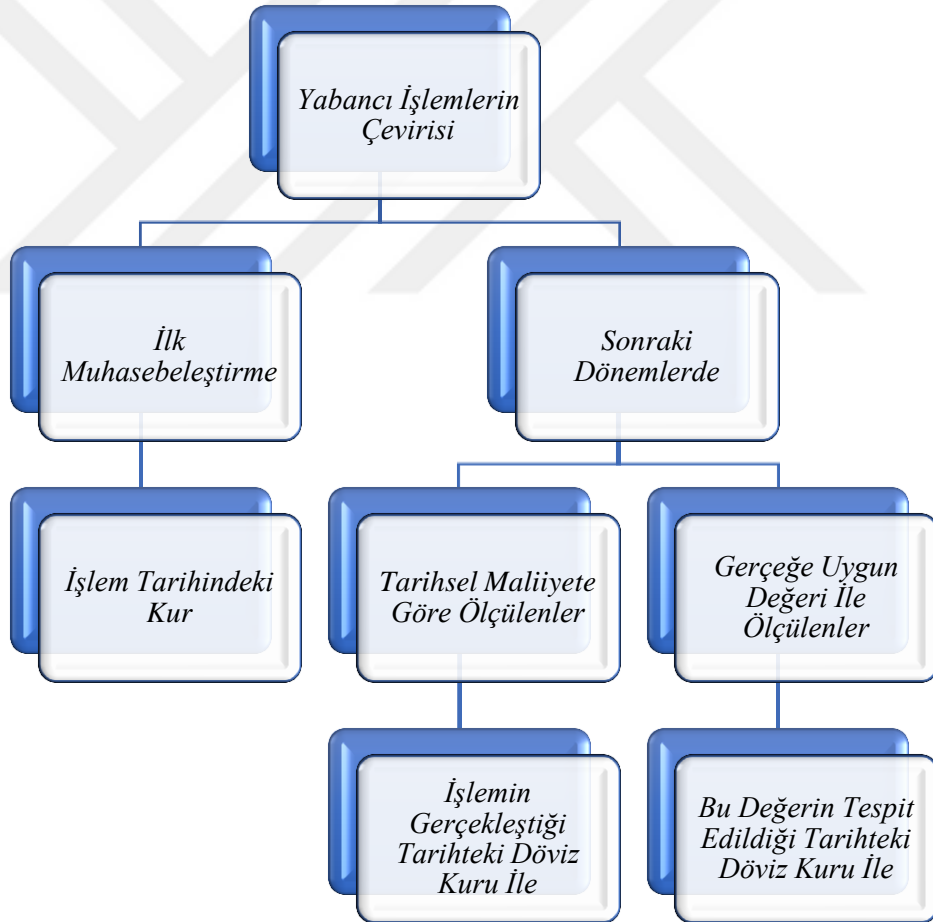 Yabancı İşlemlerin
Çevirisi
İlk
Muhasebeleştirme
Sonraki
Dönemlerde
İşlem Tarihindeki
Kur
Tarihsel Maliiyete
Göre Ölçülenler
Gerçeğe Uygun
Değeri İle
Ölçülenler
İşlemin
Gerçekleştiği
Tarihteki Döviz
Kuru İle
Bu Değerin Tespit
Edildiği Tarihteki
Döviz Kuru İle